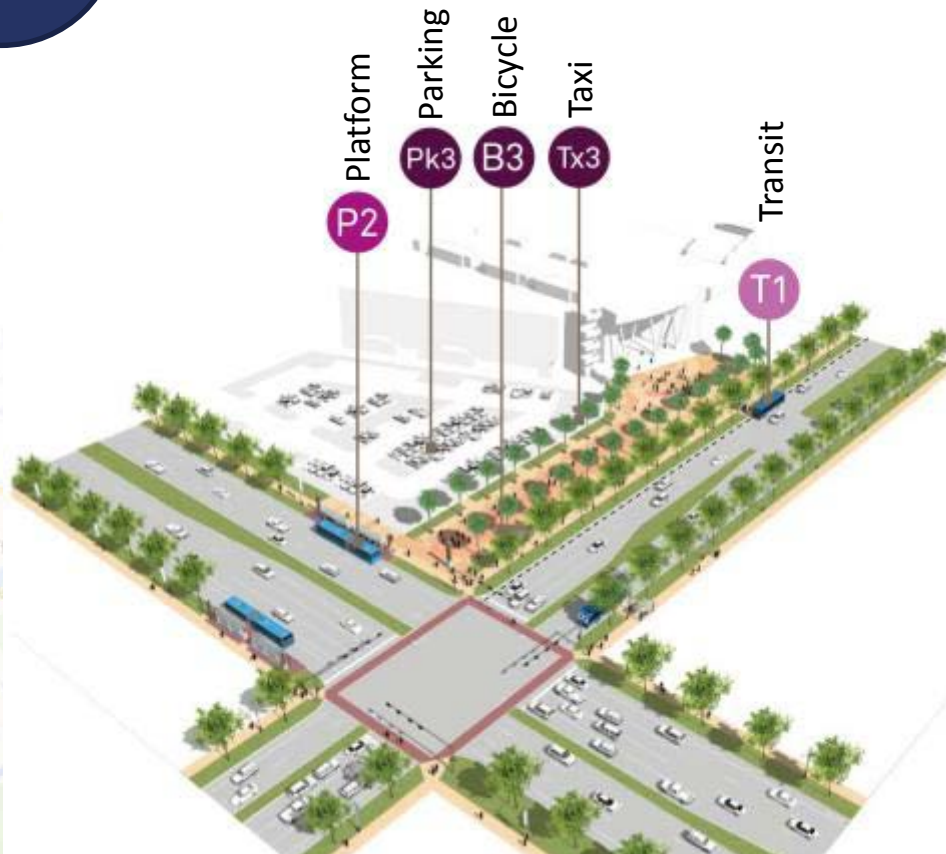 Platform
Parking
Bicycle
Taxi
Transit
P2
Pk3
B3
Tx3
T1